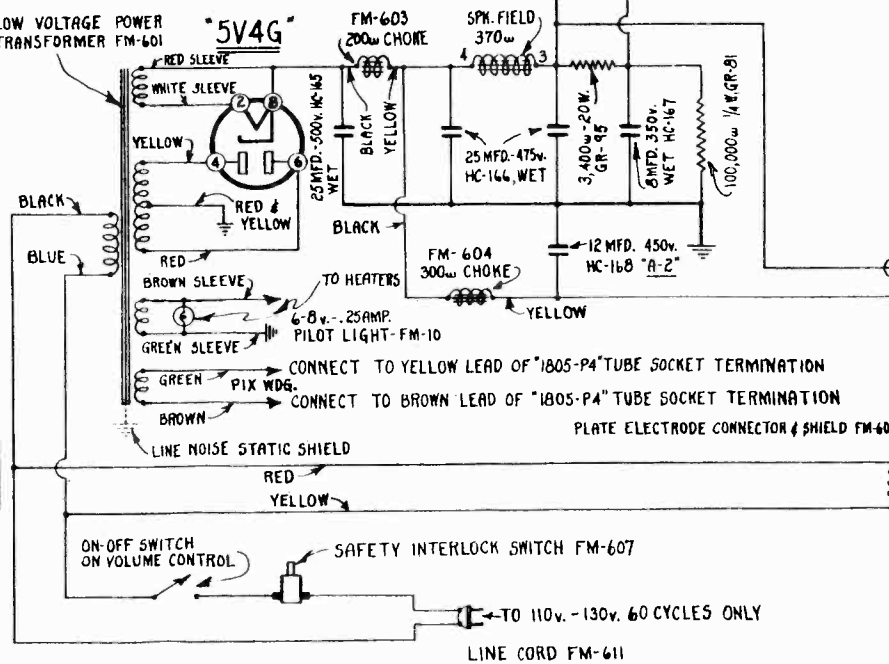 LOW VOLTAGE POWER
TRANSFORMER FM-601
"5V4G"
FM-603
200ω CHOKE
SPK. FIELD
370ω
4
3
RED SLEEVE
WHITE SLEEVE
2
8
4
6
YELLOW
RED &
YELLOW
RED
BLACK
BLUE
25 MFD.-500v. HC-165
WET
BLACK
YELLOW
25 MFD.-475v.
HC-166, WET
3,400ω-20W.
GR-95
8 MFD. 350v.
WET HC-167
100,000ω 1/4 W. GR-81
BLACK
FM-604
300ω CHOKE
YELLOW
12 MFD. 450v.
HC-168 "A-2"
BROWN SLEEVE
TO HEATERS
6-8v.-.25AMP.
PILOT LIGHT-FM-10
GREEN SLEEVE
GREEN
PIX WDG.
BROWN
CONNECT TO YELLOW LEAD OF "1805-P4" TUBE SOCKET TERMINATION
CONNECT TO BROWN LEAD OF "1805-P4" TUBE SOCKET TERMINATION
PLATE ELECTRODE CONNECTOR & SHIELD FM-60
LINE NOISE STATIC SHIELD
RED
YELLOW
ON-OFF SWITCH
ON VOLUME CONTROL
SAFETY INTERLOCK SWITCH FM-607
TO 110v. - 130v. 60 CYCLES ONLY
LINE CORD FM-611